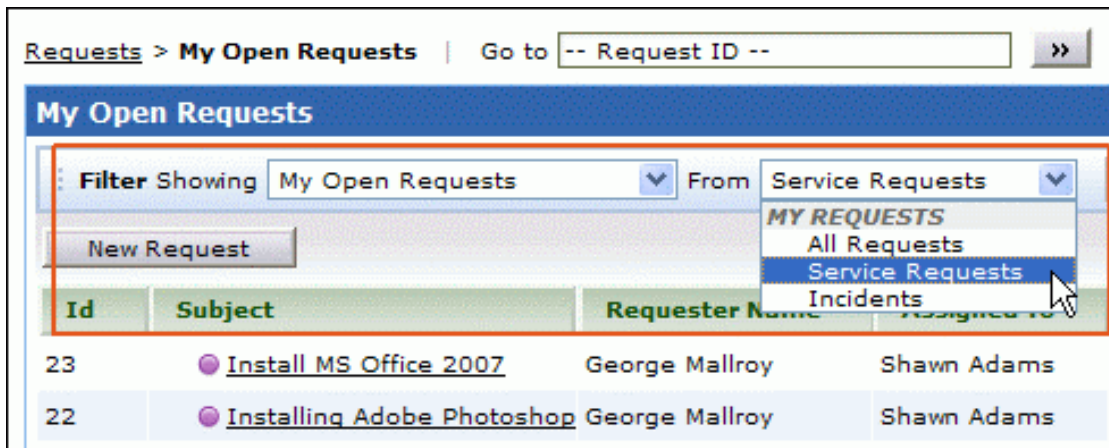 Requests > My Open Requests | Go to -- Request ID -- »
My Open Requests
Filter Showing My Open Requests From Service Requests
MY REQUESTS
New Request All Requests
Service Requests
Incidents
Id Subject Requester Name Assigned To
23 Install MS Office 2007 George Mallroy Shawn Adams
22 Installing Adobe Photoshop George Mallroy Shawn Adams